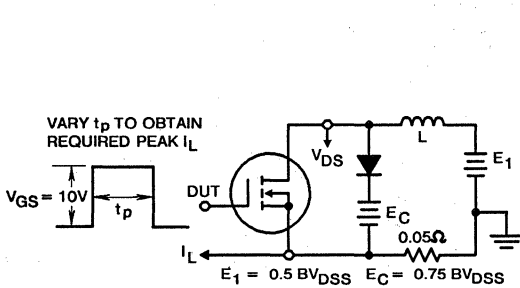 VARY tp TO OBTAIN
REQUIRED PEAK IL
VGS = 10V
tp
DUT
VDS
L
E1
EC
0.05Ω
IL
E1 = 0.5 BVDSS EC = 0.75 BVDSS